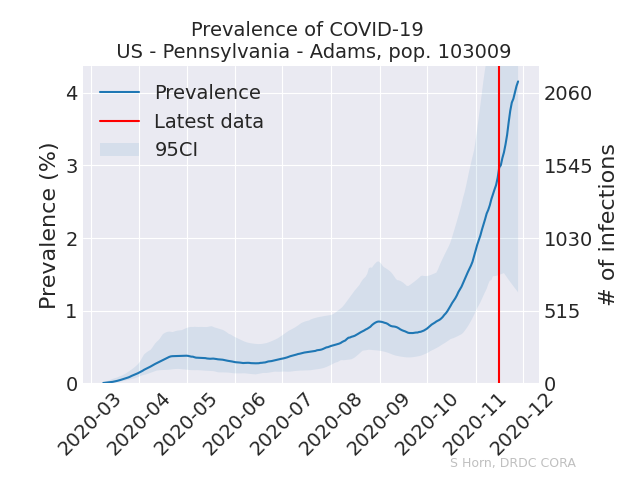 Prevalence of COVID-19
US - Pennsylvania - Adams, pop. 103009
Prevalence
Latest data
95CI
Prevalence (%)
4
3
2
1
0
2060
1545
1030
515
0
# of infections
2020-03
2020-04
2020-05
2020-06
2020-07
2020-08
2020-09
2020-10
2020-11
2020-12
S Horn, DRDC CORA